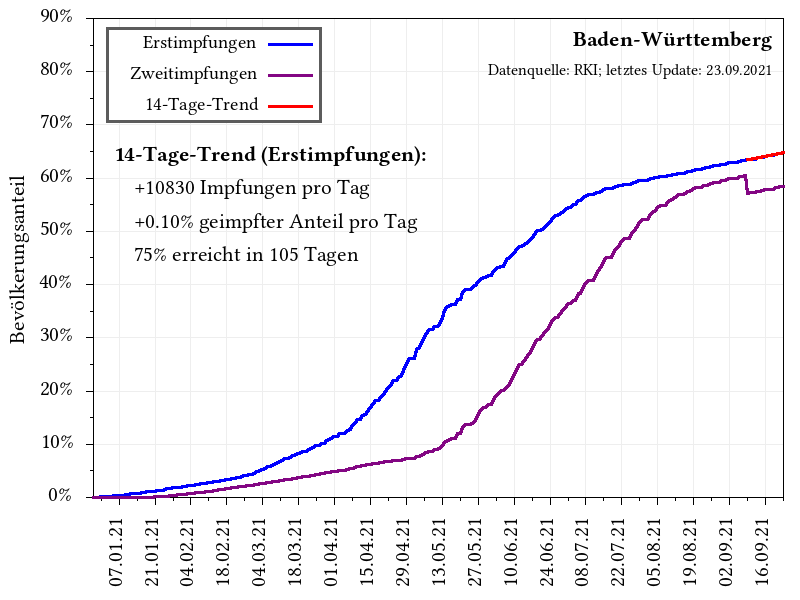 Baden-Württemberg
Datenquelle: RKI; letztes Update: 23.09.2021
Erstimpfungen
Zweitimpfungen
14-Tage-Trend
14-Tage-Trend (Erstimpfungen):
+10830 Impfungen pro Tag
+0.10% geimpfter Anteil pro Tag
75% erreicht in 105 Tagen
Bevölkerungsanteil
90%
80%
70%
60%
50%
40%
30%
20%
10%
0%
07.01.21
21.01.21
04.02.21
18.02.21
04.03.21
18.03.21
01.04.21
15.04.21
29.04.21
13.05.21
27.05.21
10.06.21
24.06.21
08.07.21
22.07.21
05.08.21
19.08.21
02.09.21
16.09.21